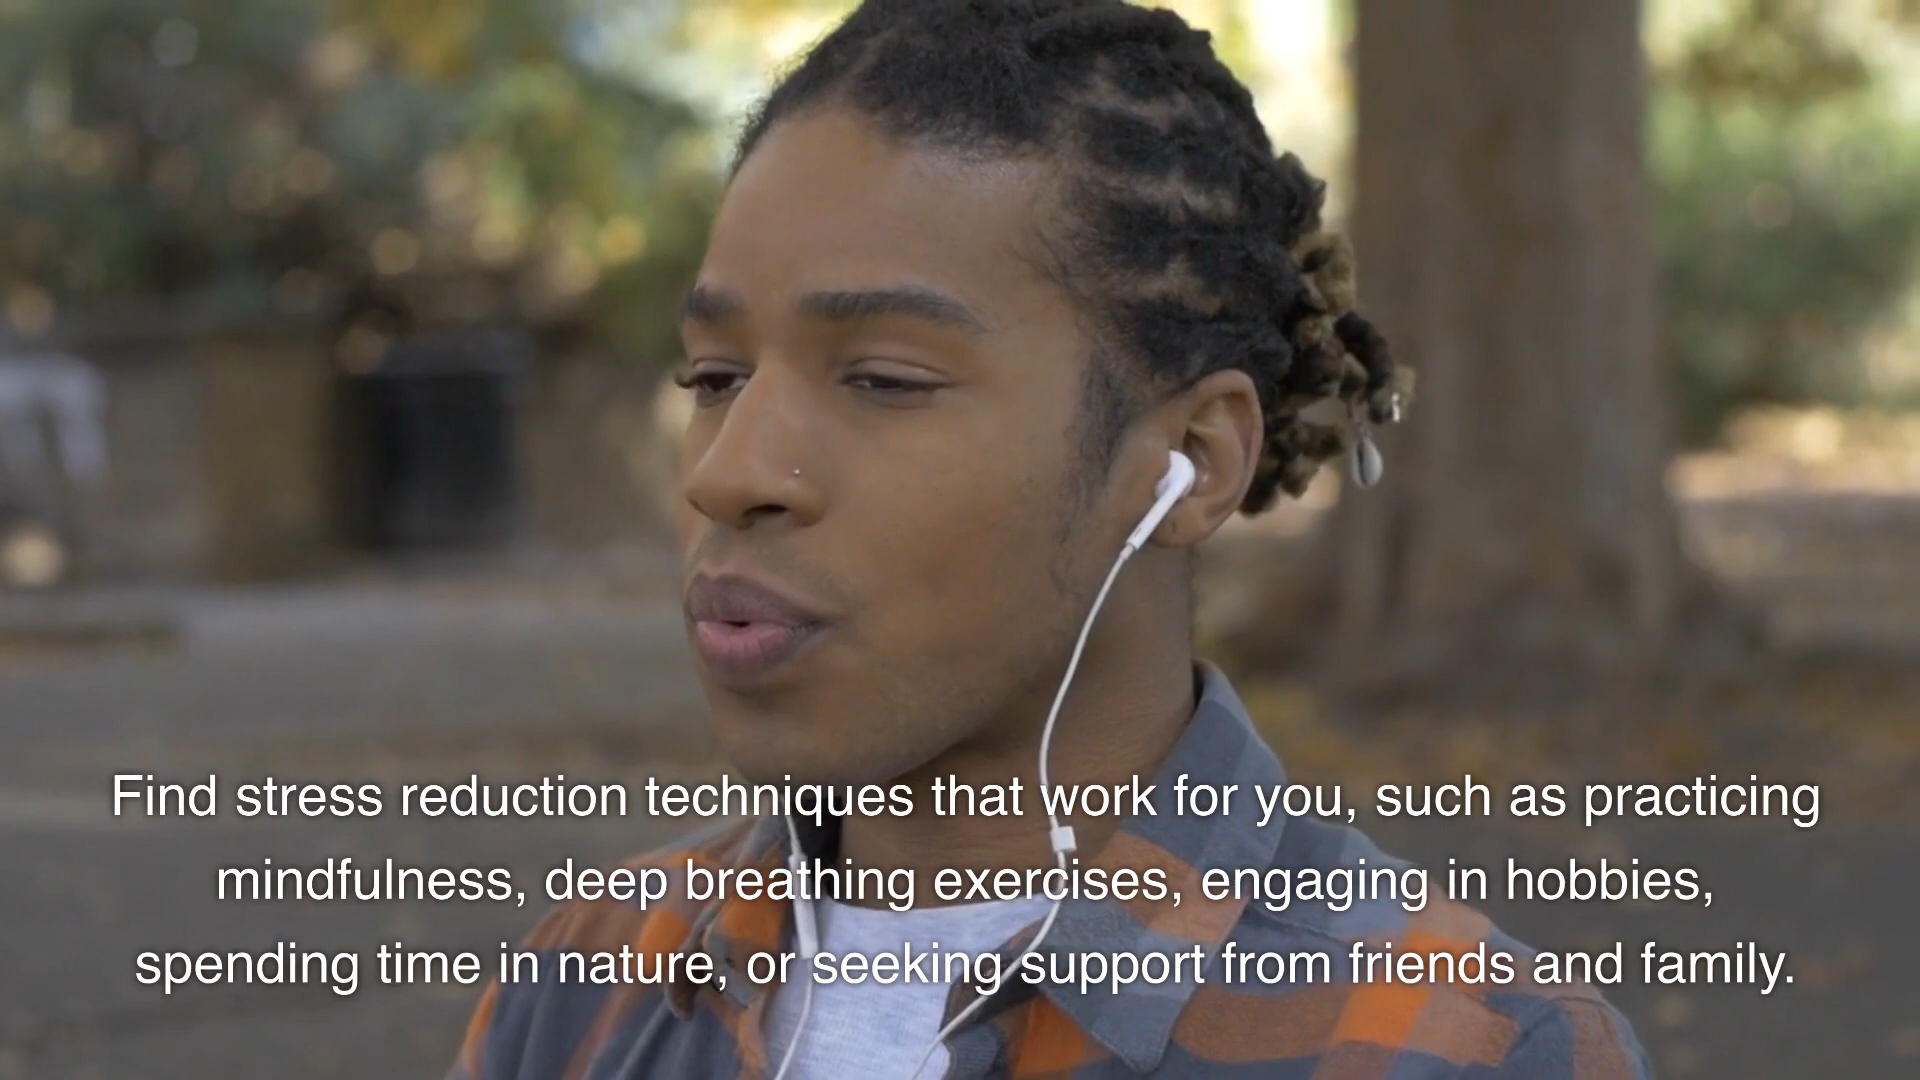 Find stress reduction techniques that work for you, such as practicing
mindfulness, deep breathing exercises, engaging in hobbies,
spending time in nature, or seeking support from friends and family.